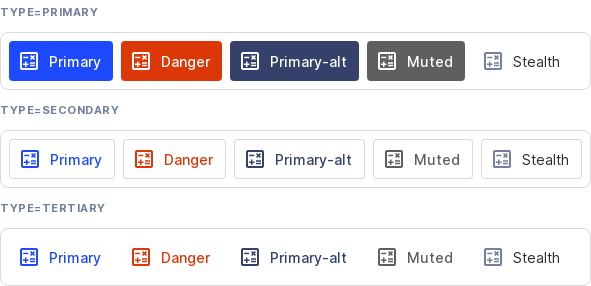 TYPE=PRIMARY
Primary Danger Primary-alt Muted Stealth
TYPE=SECONDARY
Primary Danger Primary-alt Muted Stealth
TYPE=TERTIARY
Primary Danger Primary-alt Muted Stealth